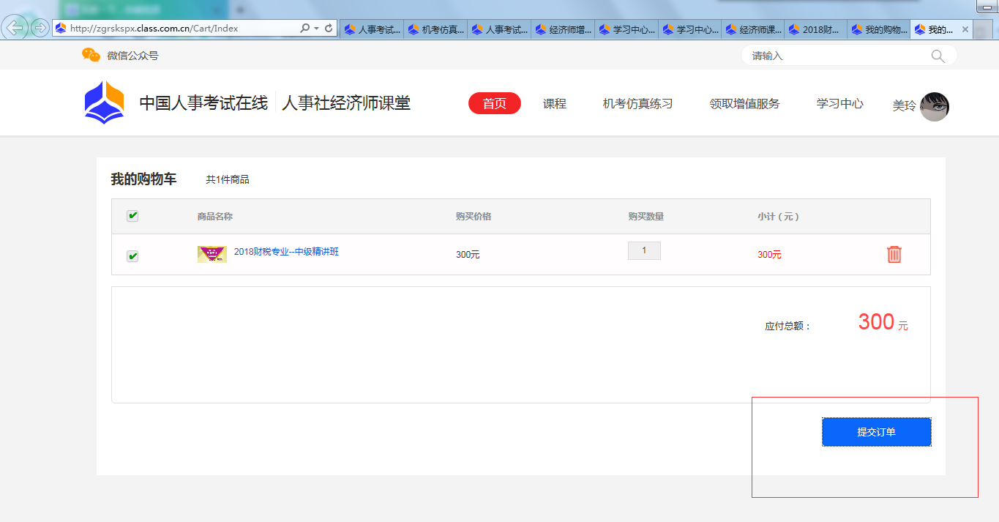 http://zgrskspx.class.com.cn/Cart/Index
人事考试...
机考仿真...
人事考试...
经济师增...
学习中心...
学习中心...
经济师课...
2018财...
我的购物...
我的...
微信公众号
请输入
中国人事考试在线
人事社经济师课堂
首页
课程
机考仿真练习
领取增值服务
学习中心
美玲
我的购物车
共1件商品
商品名称
购买价格
购买数量
小计（元）
2018财税专业--中级精讲班
300元
1
300元
应付总额：
300 元
提交订单